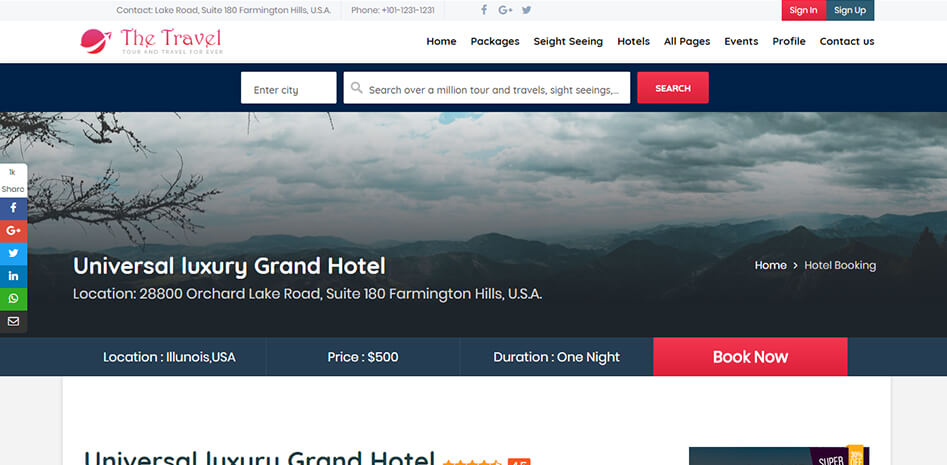 Contact: Lake Road, Suite 180 Farmington Hills, U.S.A. Phone: +101-1231-1231 Sign In Sign Up
The Travel
TOUR AND TRAVEL FOR EVER
Home Packages Seight Seeing Hotels All Pages Events Profile Contact us
Enter city Search over a million tour and travels, sight seeings,... SEARCH
1k
Share
Universal luxury Grand Hotel
Home > Hotel Booking
Location: 28800 Orchard Lake Road, Suite 180 Farmington Hills, U.S.A.
Location : Illunois,USA Price : $500 Duration : One Night Book Now
Universal luxury Grand Hotel 4.5
SUPER
OFF